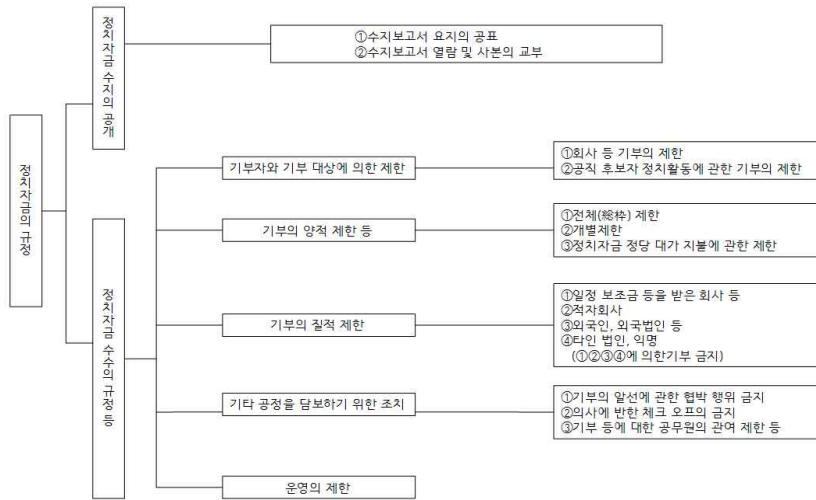 정치자금의 규정
정치자금 수지의 공개
①수지보고서 요지의 공표
②수지보고서 열람 및 사본의 교부
정치자금 수수의 규정 등
기부자와 기부 대상에 의한 제한
①회사 등 기부의 제한
②공직 후보자 정치활동에 관한 기부의 제한
기부의 양적 제한 등
①전체(総枠) 제한
②개별제한
③정치자금 정당 대가 지불에 관한 제한
기부의 질적 제한
①일정 보조금 등을 받은 회사 등
②적자회사
③외국인, 외국법인 등
④타인 법인, 익명
(①②③④에 의한기부 금지)
기타 공정을 담보하기 위한 조치
①기부의 알선에 관한 협박 행위 금지
②의사에 반한 체크 오프의 금지
③기부 등에 대한 공무원의 관여 제한 등
운영의 제한